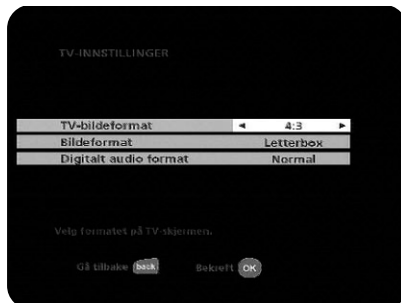 TV-INNSTILLINGER
TV-bildeformat ◄ 4:3 ►
Bildeformat Letterbox
Digitalt audio format Normal
Velg formatet på TV-skjermen.
Gå tilbake back Bekreft OK